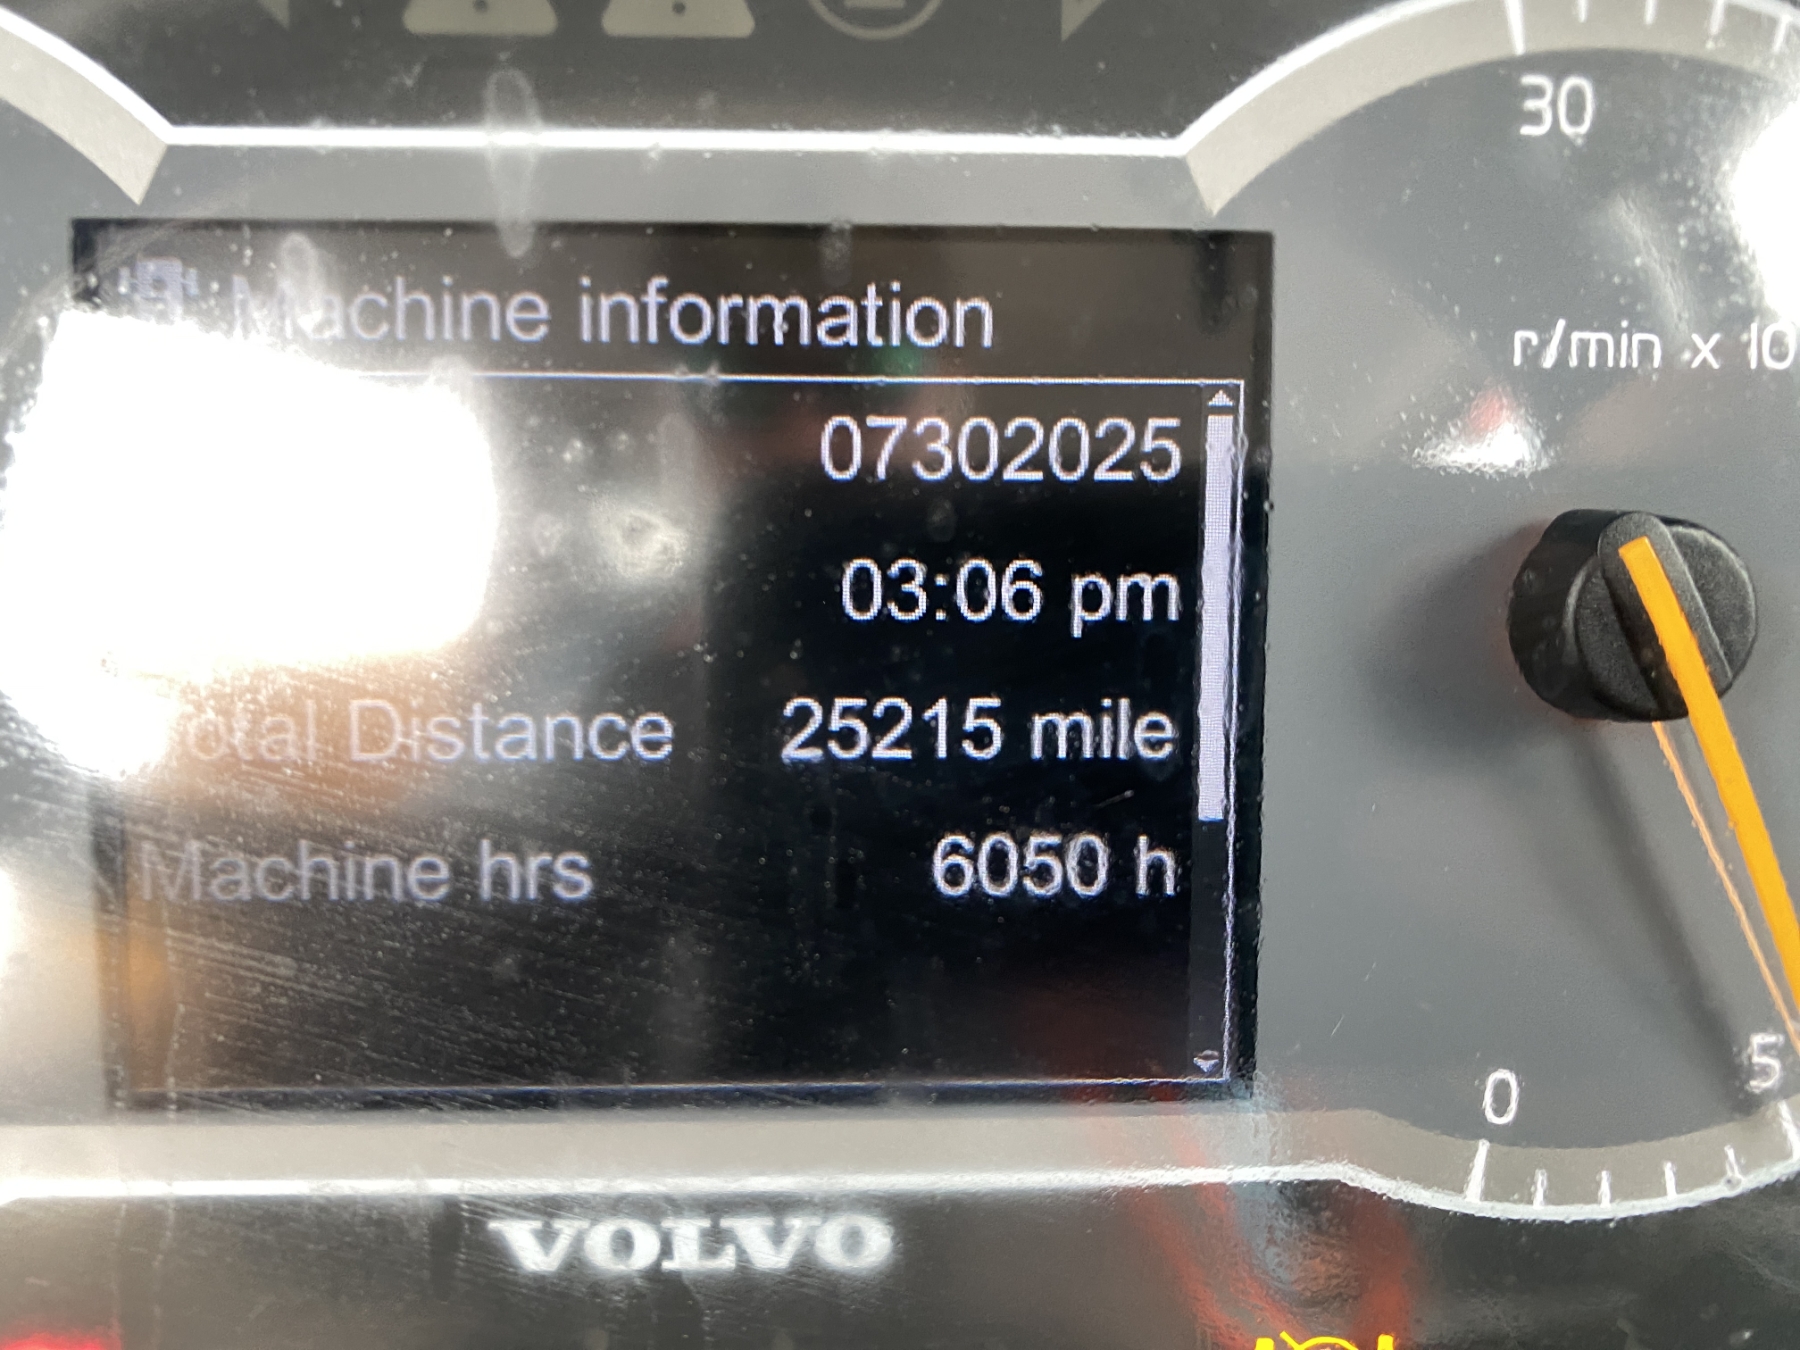 30
r/min x 10
Machine information
07302025
03:06 pm
Total Distance 25215 mile
Machine hrs 6050 h
0
5
VOLVO